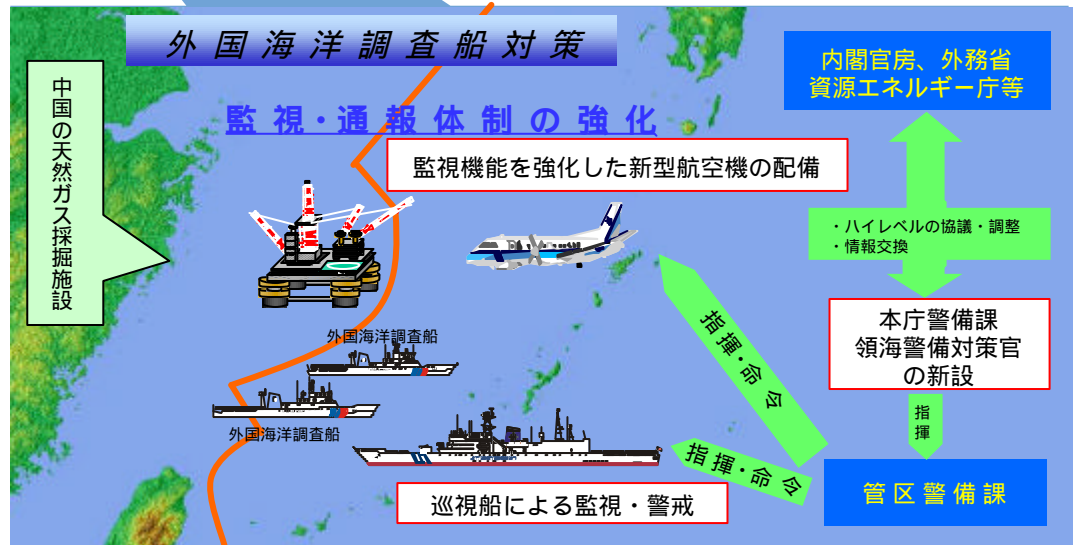 外国海洋調査船対策
監視・通報体制の強化
中国の天然ガス採掘施設
監視機能を強化した新型航空機の配備
内閣官房、外務省
資源エネルギー庁等
・ハイレベルの協議・調整
・情報交換
本庁警備課
領海警備対策官
の新設
指揮
管区警備課
指揮・命令
指揮・命令
外国海洋調査船
外国海洋調査船
巡視船による監視・警戒